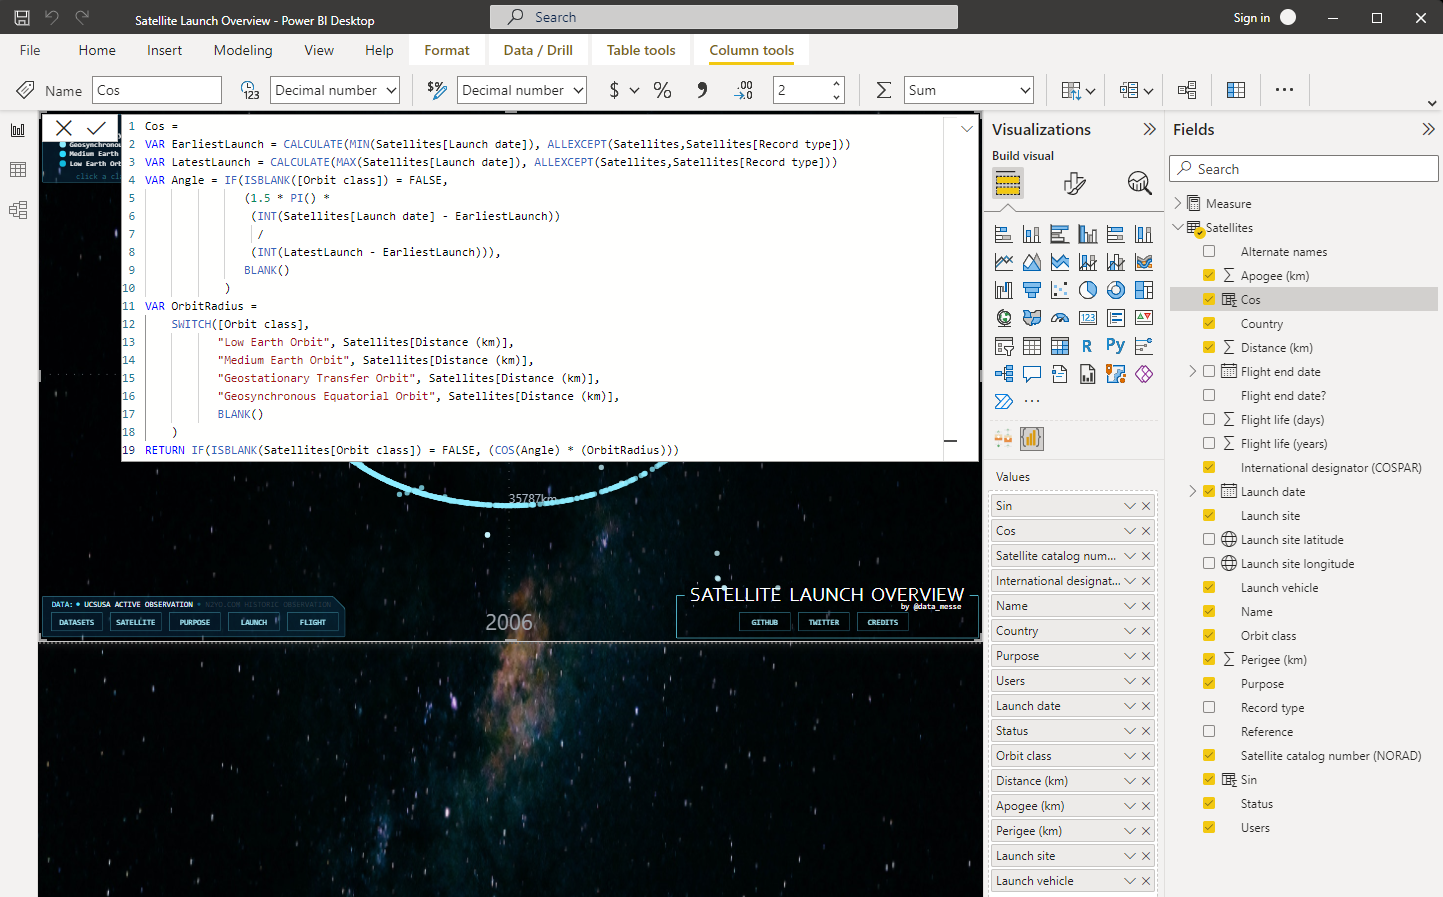 Satellite Launch Overview - Power BI Desktop
Search
Sign in
File
Home
Insert
Modeling
View
Help
Format
Data / Drill
Table tools
Column tools
Name
Cos
Decimal number
$%
Decimal number
$
%
2
Sum
1 Cos =
2 VAR EarliestLaunch = CALCULATE(MIN(Satellites[Launch date]), ALLEXCEPT(Satellites,Satellites[Record type]))
3 VAR LatestLaunch = CALCULATE(MAX(Satellites[Launch date]), ALLEXCEPT(Satellites,Satellites[Record type]))
4 VAR Angle = IF(ISBLANK([Orbit class]) = FALSE,
5 (1.5 * PI() *
6 (INT(Satellites[Launch date] - EarliestLaunch))
7 /
8 (INT(LatestLaunch - EarliestLaunch))),
9 BLANK()
10 )
11 VAR OrbitRadius =
12 SWITCH([Orbit class],
13 "Low Earth Orbit", Satellites[Distance (km)],
14 "Medium Earth Orbit", Satellites[Distance (km)],
15 "Geostationary Transfer Orbit", Satellites[Distance (km)],
16 "Geosynchronous Equatorial Orbit", Satellites[Distance (km)],
17 BLANK()
18 )
19 RETURN IF(ISBLANK(Satellites[Orbit class]) = FALSE, (COS(Angle) * (OrbitRadius)))
Geosynchronou
Medium Earth
Low Earth Orb
click a cla
35787km
DATA: • UCSUSA ACTIVE OBSERVATION • N2YO.COM HISTORIC OBSERVATION
DATASETS
SATELLITE
PURPOSE
LAUNCH
FLIGHT
2006
SATELLITE LAUNCH OVERVIEW
by @data_messe
GITHUB
TWITTER
CREDITS
Visualizations
Build visual
123
R
Py
Values
Sin
Cos
Satellite catalog num...
International designat...
Name
Country
Purpose
Users
Launch date
Status
Orbit class
Distance (km)
Apogee (km)
Perigee (km)
Launch site
Launch vehicle
Fields
Search
Measure
Satellites
Alternate names
Apogee (km)
Cos
Country
Distance (km)
Flight end date
Flight end date?
Flight life (days)
Flight life (years)
International designator (COSPAR)
Launch date
Launch site
Launch site latitude
Launch site longitude
Launch vehicle
Name
Orbit class
Perigee (km)
Purpose
Record type
Reference
Satellite catalog number (NORAD)
Sin
Status
Users